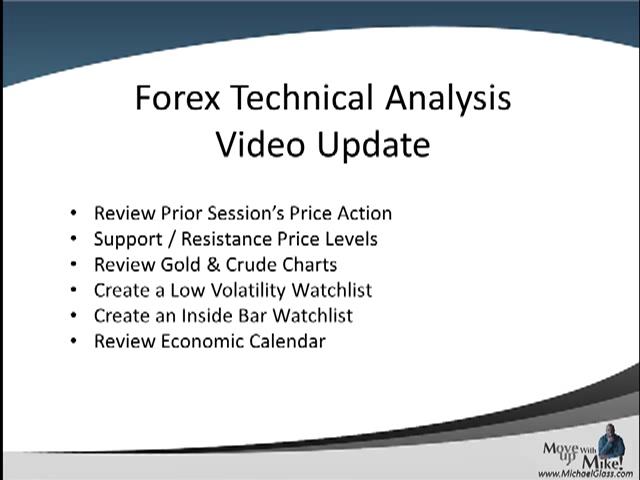 Forex Technical Analysis
Video Update
• Review Prior Session's Price Action
• Support / Resistance Price Levels
• Review Gold & Crude Charts
• Create a Low Volatility Watchlist
• Create an Inside Bar Watchlist
• Review Economic Calendar
Move up With Mike!
www.MichaelGlass.com